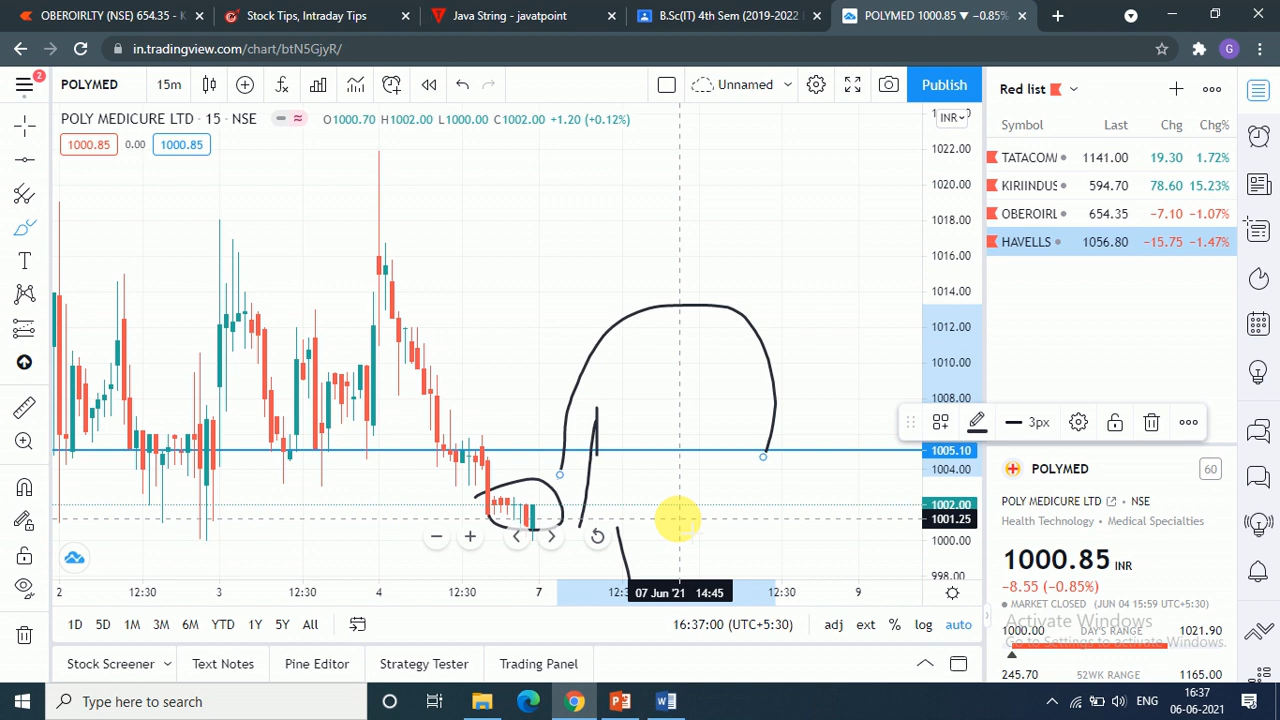 OBEROIRLTY (NSE) 654.35 - K
Stock Tips, Intraday Tips
Java String - javatpoint
B.Sc(IT) 4th Sem (2019-2022
POLYMED 1000.85 ▼ −0.85%
in.tradingview.com/chart/btN5GjyR/
G
2
POLYMED
15m
Unnamed
Publish
Red list
POLY MEDICURE LTD · 15 · NSE
O1000.70 H1002.00 L1000.00 C1002.00 +1.20 (+0.12%)
INR
Symbol Last Chg Chg%
1000.85 0.00 1000.85
TATACOM 1141.00 19.30 1.72%
KIRIINDUS 594.70 78.60 15.23%
OBEROIRL 654.35 −7.10 −1.07%
HAVELLS 1056.80 −15.75 −1.47%
1022.00
1020.00
1018.00
1016.00
1014.00
1012.00
1010.00
1008.00
1005.10
1004.00
1002.00
1001.25
1000.00
998.00
3px
POLYMED
60
POLY MEDICURE LTD · NSE
Health Technology · Medical Specialties
1000.85 INR
−8.55 (−0.85%)
MARKET CLOSED (JUN 04 15:59 UTC+5:30)
Activate Windows
Go to Settings to activate Windows.
1000.00 DAY'S RANGE 1021.90
245.70 52WK RANGE 1165.00
2 12:30 3 12:30 4 12:30 7 12:3 07 Jun '21 14:45 12:30 9
1D 5D 1M 3M 6M YTD 1Y 5Y All
16:37:00 (UTC+5:30) adj ext % log auto
Stock Screener Text Notes Pine Editor Strategy Tester Trading Panel
Type here to search
ENG
16:37
06-06-2021